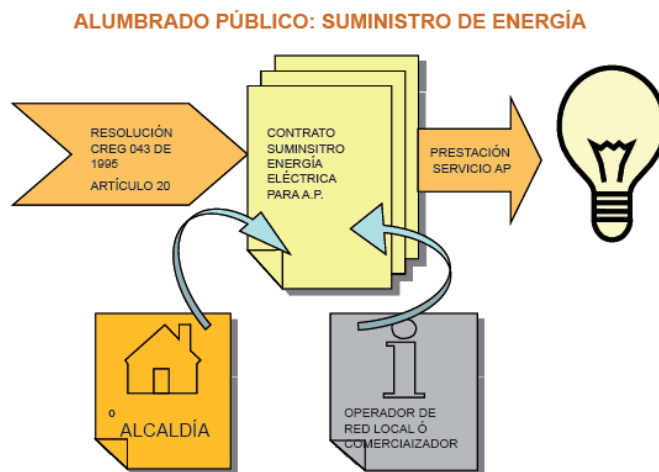 ALUMBRADO PÚBLICO: SUMINISTRO DE ENERGÍA
RESOLUCIÓN
CREG 043 DE
1995
ARTÍCULO 20
CONTRATO
SUMINSITRO
ENERGÍA
ELÉCTRICA
PARA A.P.
PRESTACIÓN
SERVICIO AP
o
ALCALDÍA
i
OPERADOR DE
RED LOCAL Ó
COMERCIAIZADOR